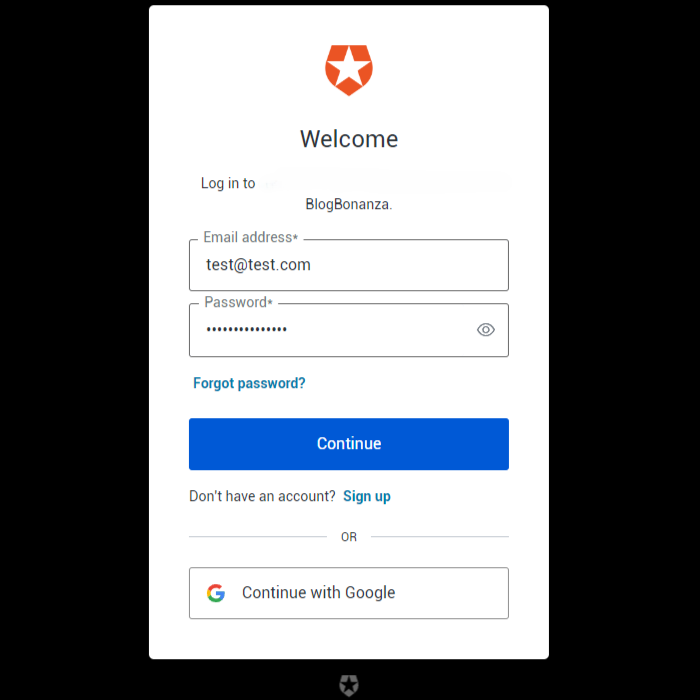 Welcome
Log in to
BlogBonanza.
Email address*
test@test.com
Password*
•••••••••••••••
Forgot password?
Continue
Don't have an account? Sign up
OR
Continue with Google